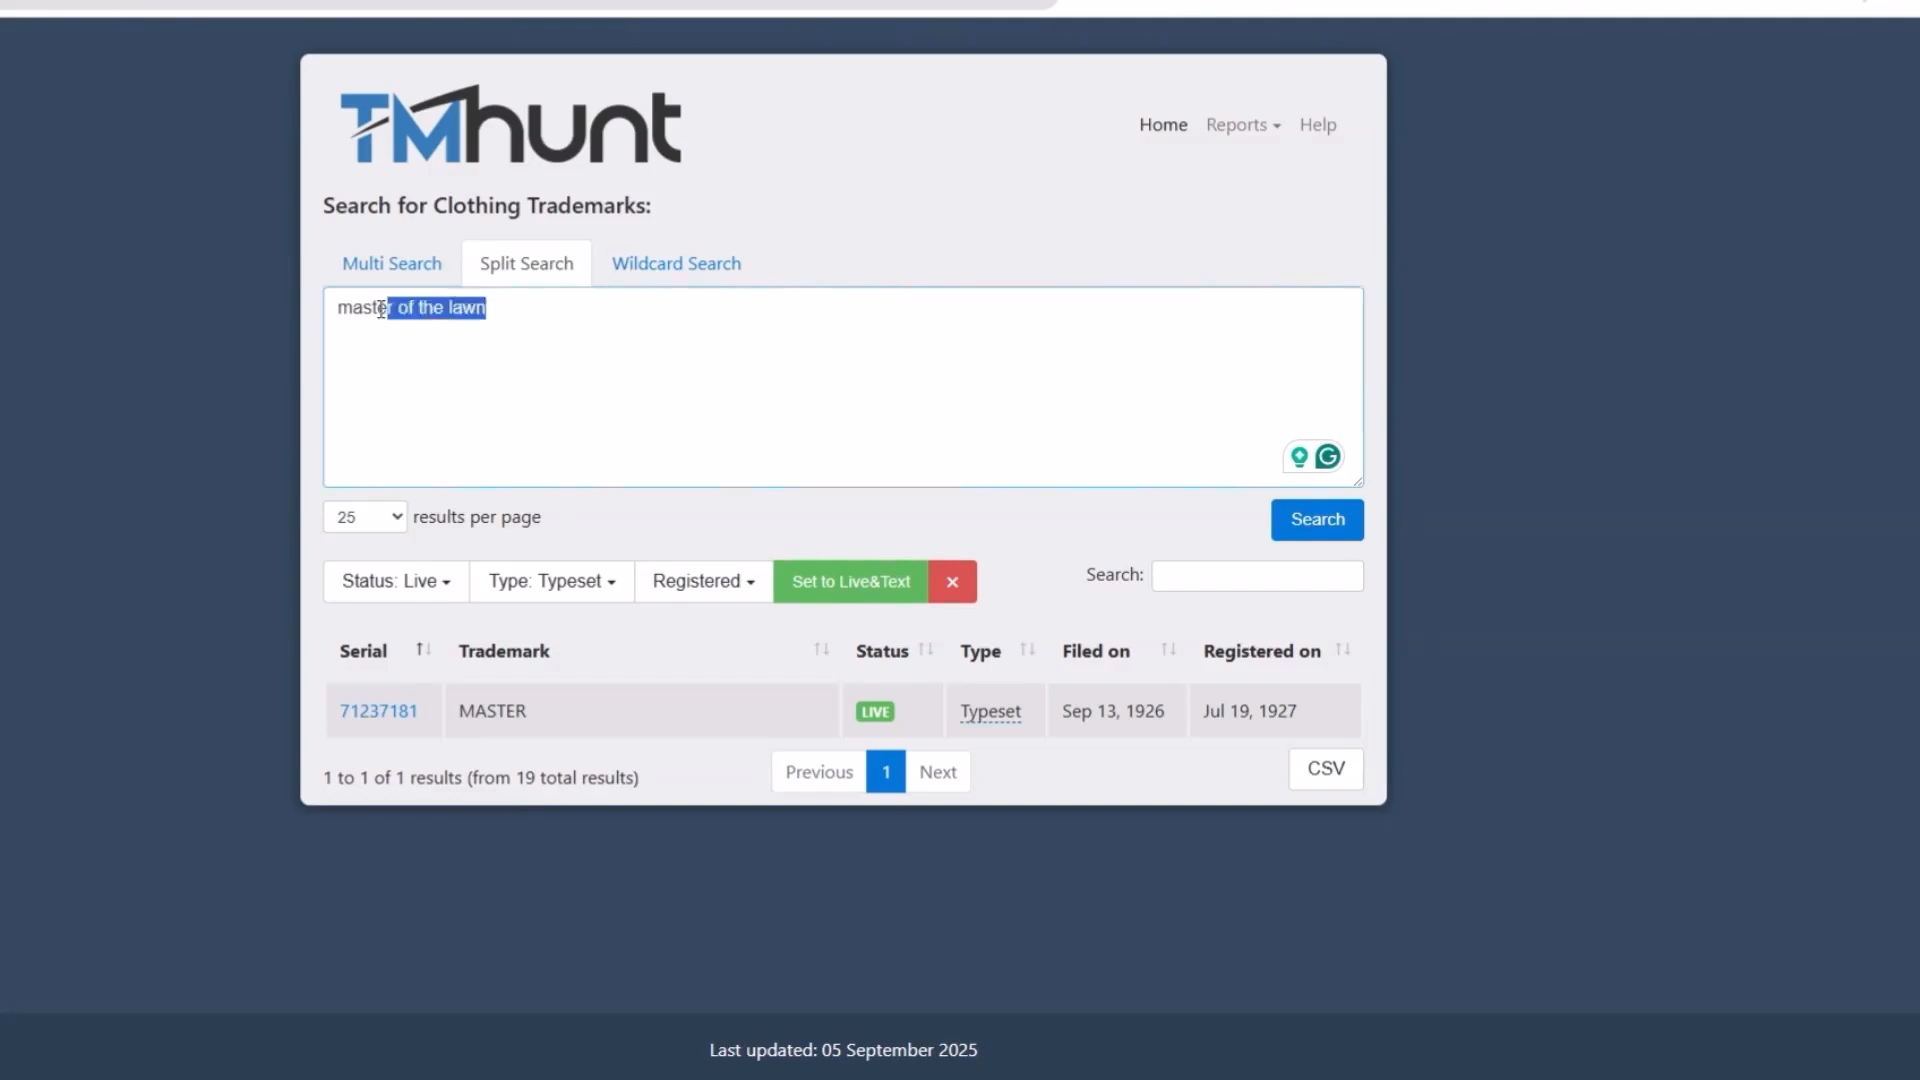 TMhunt
Home Reports Help
Search for Clothing Trademarks:
Multi Search Split Search Wildcard Search
master of the lawn
25 results per page
Search
Status: Live Type: Typeset Registered Set to Live&Text × Search:
Serial Trademark Status Type Filed on Registered on
71237181 MASTER LIVE Typeset Sep 13, 1926 Jul 19, 1927
1 to 1 of 1 results (from 19 total results) Previous 1 Next CSV
Last updated: 05 September 2025